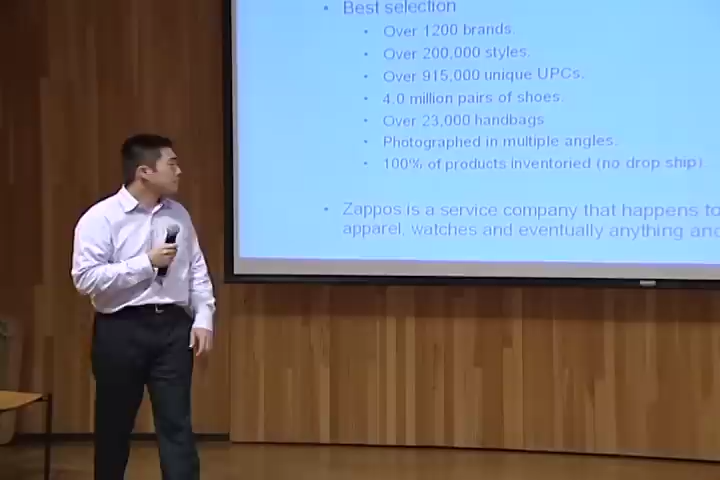 Best selection
Over 1200 brands.
Over 200,000 styles.
Over 915,000 unique UPCs.
4.0 million pairs of shoes.
Over 23,000 handbags
Photographed in multiple angles.
100% of products inventoried (no drop ship).
Zappos is a service company that happens to
apparel, watches and eventually anything and